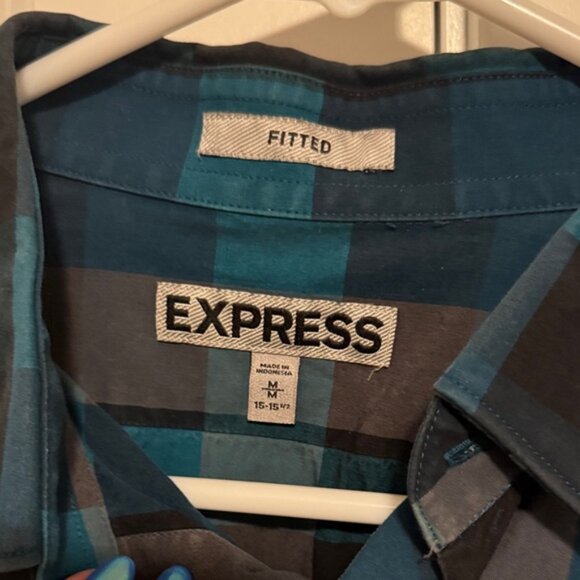 FITTED
EXPRESS
MADE IN
INDONESIA
M
M
15-15 1/2